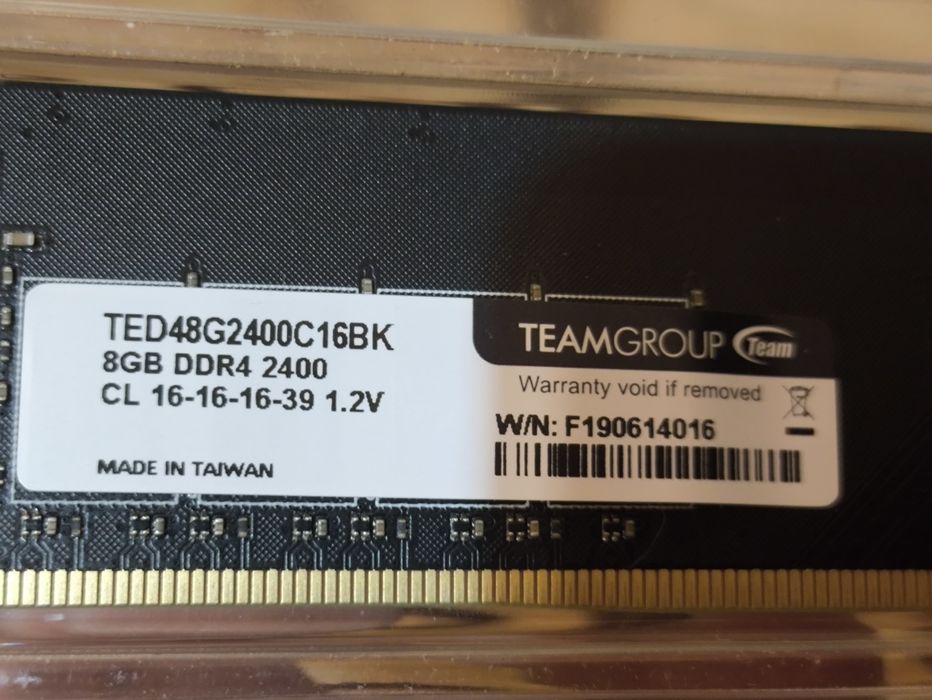 TED48G2400C16BK
8GB DDR4 2400
CL 16-16-16-39 1.2V
MADE IN TAIWAN
TEAMGROUP Team
Warranty void if removed
W/N: F190614016